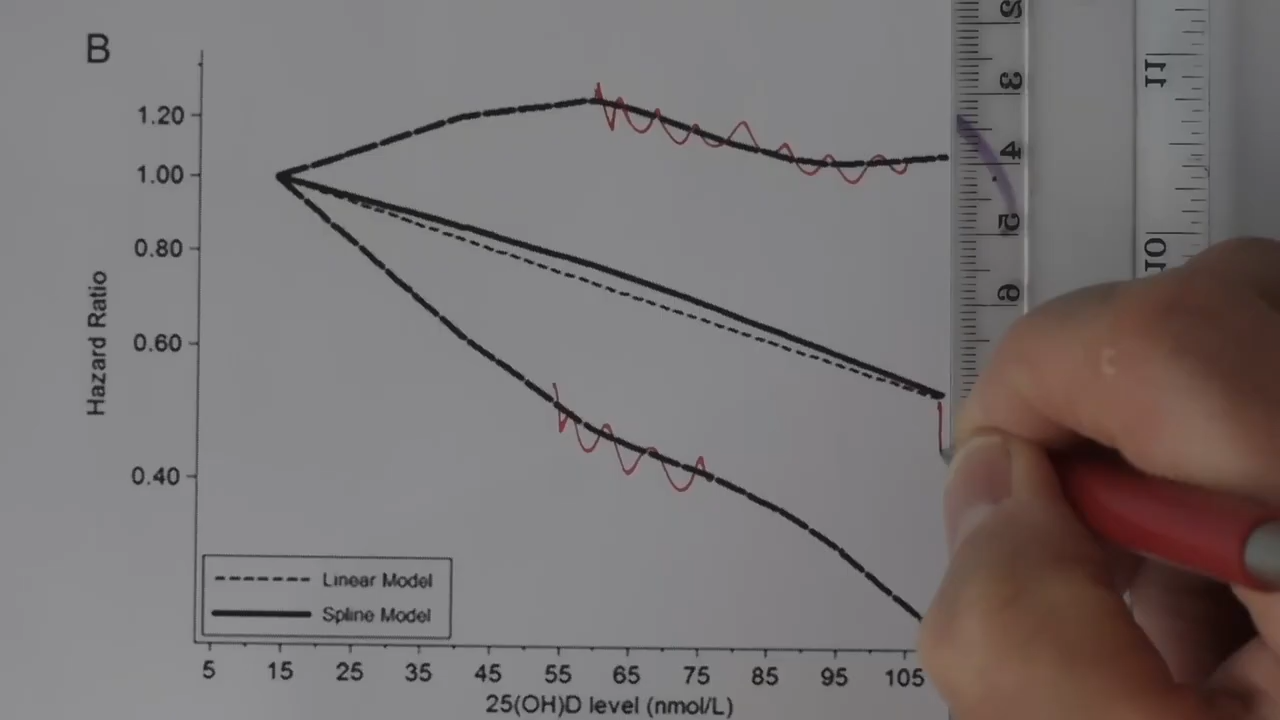 B
1.20
1.00
0.80
0.60
0.40
Hazard Ratio
Linear Model
Spline Model
5 15 25 35 45 55 65 75 85 95 105
25(OH)D level (nmol/L)
3
4
5
6
11
10